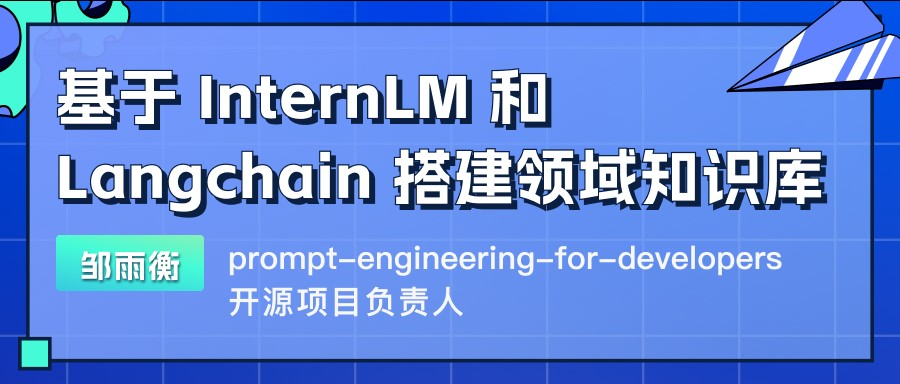 基于 InternLM 和
Langchain 搭建领域知识库
邹雨衡
prompt-engineering-for-developers
开源项目负责人